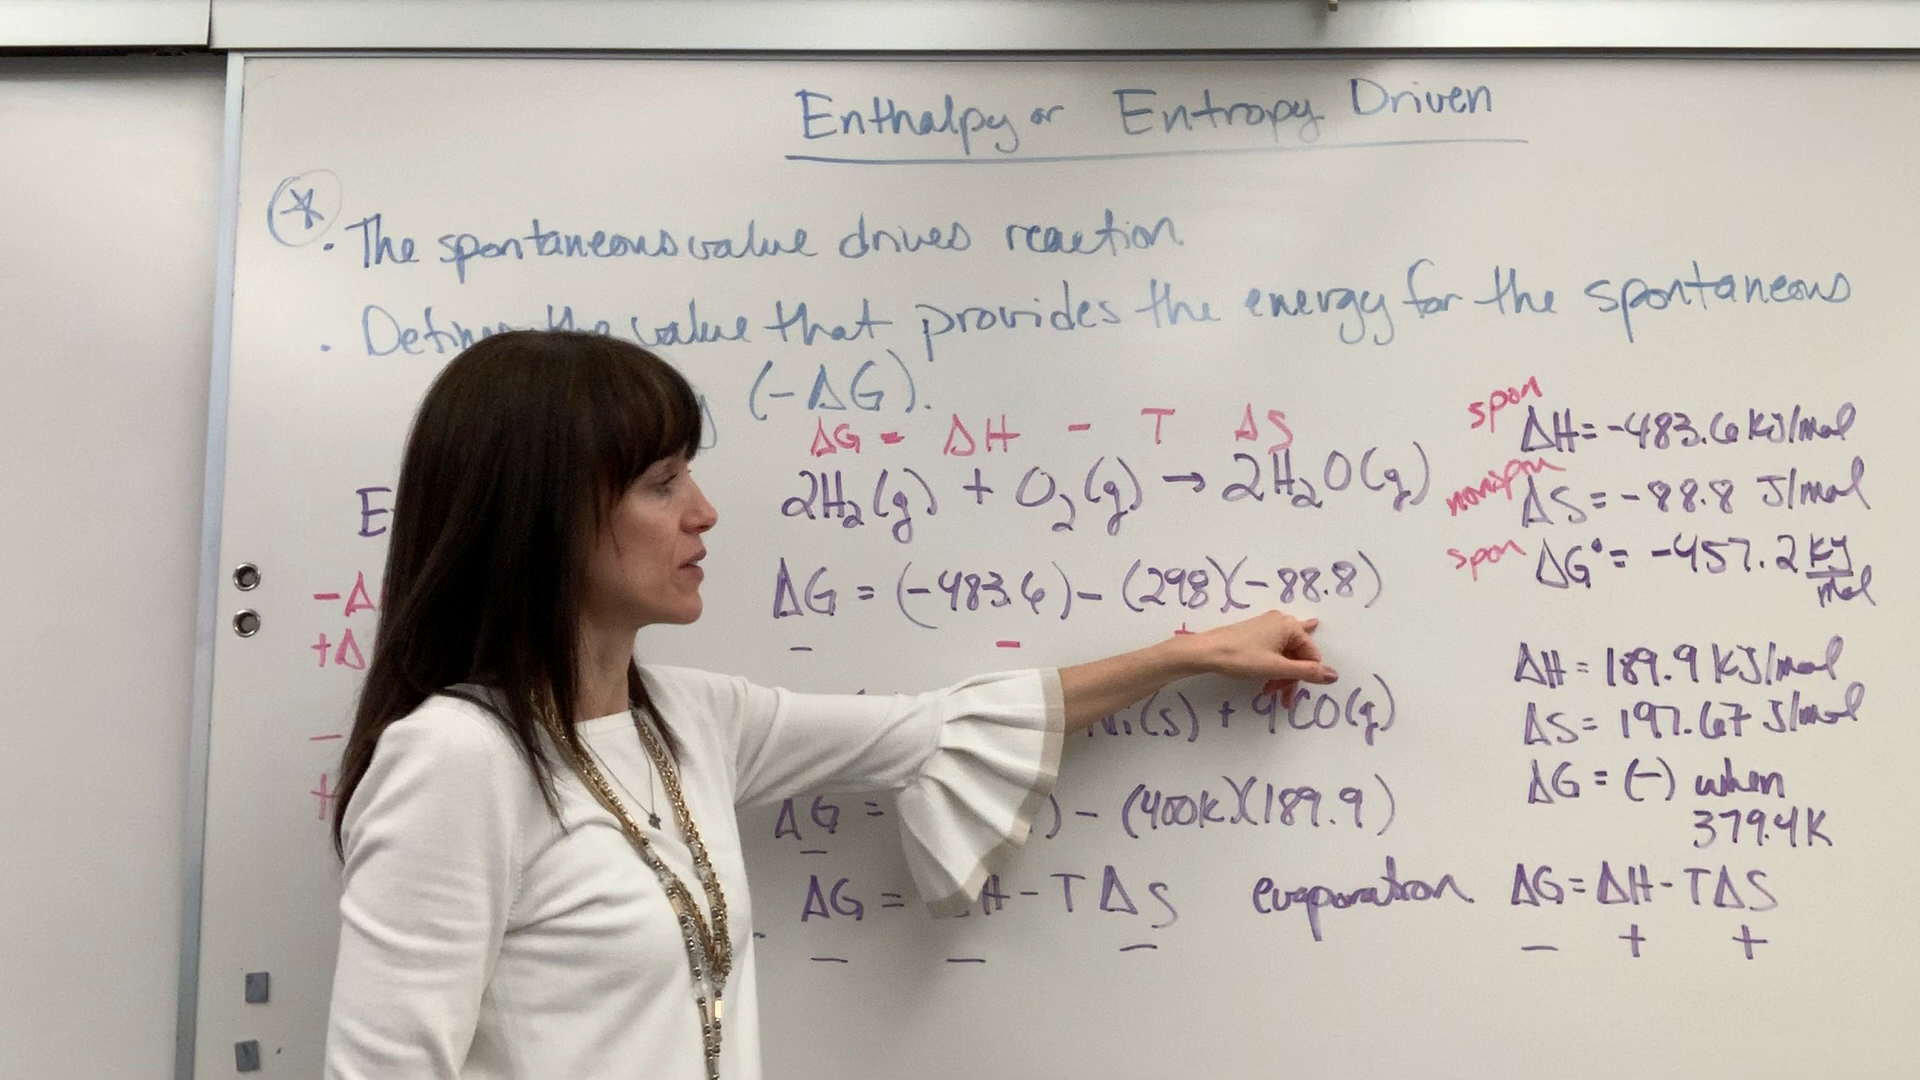 Enthalpy or Entropy Driven
. The spontaneous value drives reaction
. the value that provides the energy for the spontaneous
(-ΔG).
ΔG = ΔH - T ΔS
spon ΔH = -483.6 kJ/mol
2H₂(g) + O₂(g) → 2H₂O(g)
nonspon ΔS = -88.8 J/mol
E
spon ΔG° = -457.2 kJ/mol
-Δ
ΔG = (-483.6) - (298)(-88.8)
- - +
+Δ
ΔH = 189.9 kJ/mol
Ni(s) + 4CO(g)
ΔS = 197.67 J/mol
-
ΔG = (-) when
379.4K
+
ΔG = ) - (400K)(189.9)
-
ΔG = H - TΔS
- - -
evaporation ΔG = ΔH - TΔS
- + +